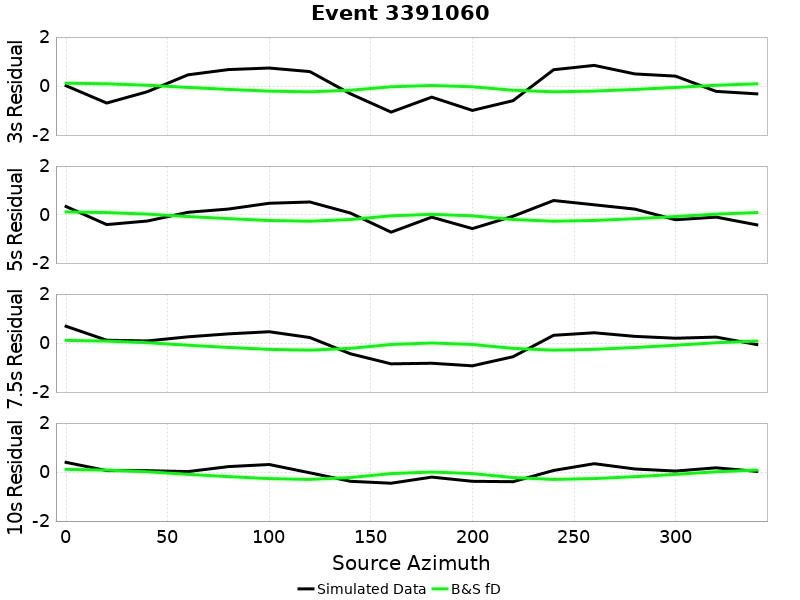 Event 3391060
3s Residual
2
0
-2
5s Residual
2
0
-2
7.5s Residual
2
0
-2
10s Residual
2
0
-2
0 50 100 150 200 250 300
Source Azimuth
Simulated Data B&S fD